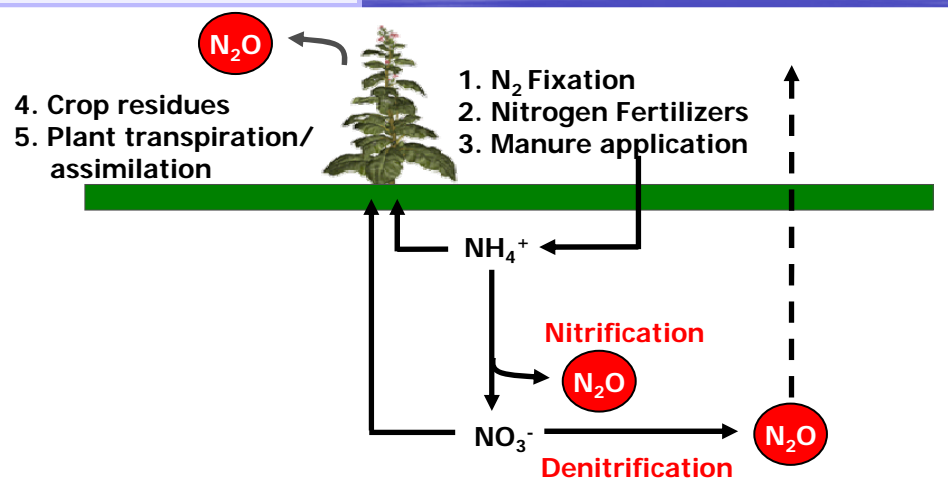 N₂O
1. N₂ Fixation
2. Nitrogen Fertilizers
3. Manure application
4. Crop residues
5. Plant transpiration/
assimilation
NH₄⁺
Nitrification
N₂O
NO₃⁻
N₂O
Denitrification